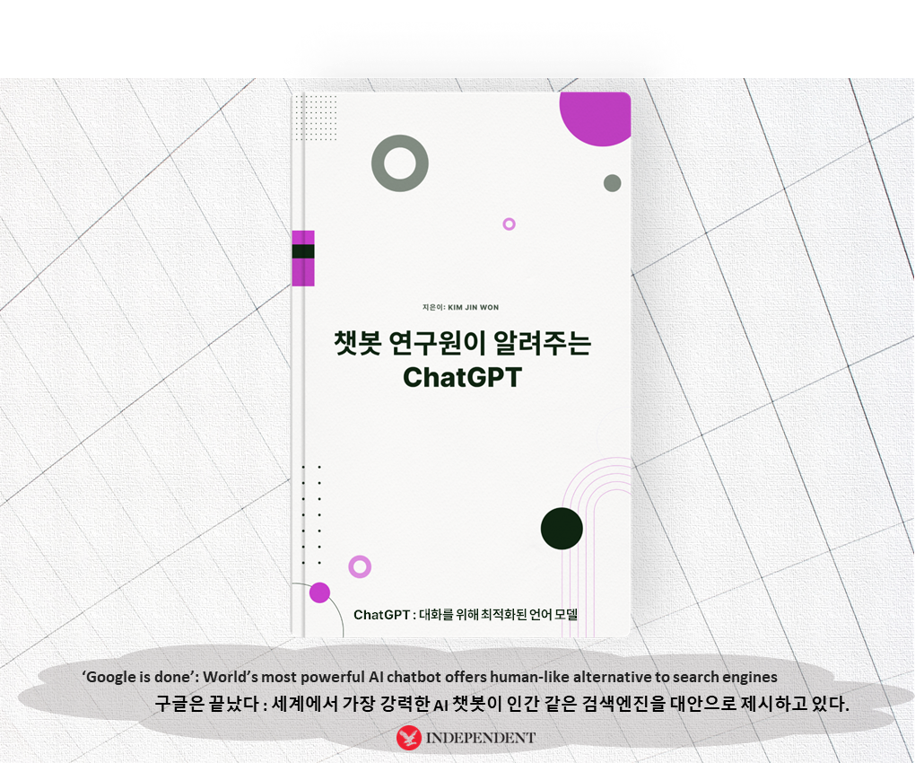 지은이: KIM JIN WON
챗봇 연구원이 알려주는
ChatGPT
ChatGPT : 대화를 위해 최적화된 언어 모델
‘Google is done’: World’s most powerful AI chatbot offers human-like alternative to search engines
구글은 끝났다 : 세계에서 가장 강력한 AI 챗봇이 인간 같은 검색엔진을 대안으로 제시하고 있다.
INDEPENDENT